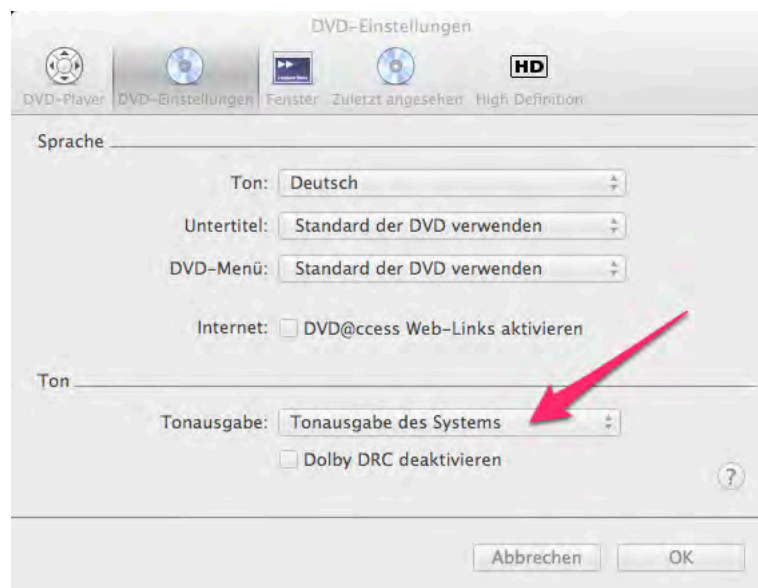 DVD-Einstellungen
DVD-Player DVD-Einstellungen Fenster Zuletzt angesehen High Definition
HD
Sprache
Ton: Deutsch
Untertitel: Standard der DVD verwenden
DVD-Menü: Standard der DVD verwenden
Internet: DVD@ccess Web-Links aktivieren
Ton
Tonausgabe: Tonausgabe des Systems
Dolby DRC deaktivieren
?
Abbrechen OK